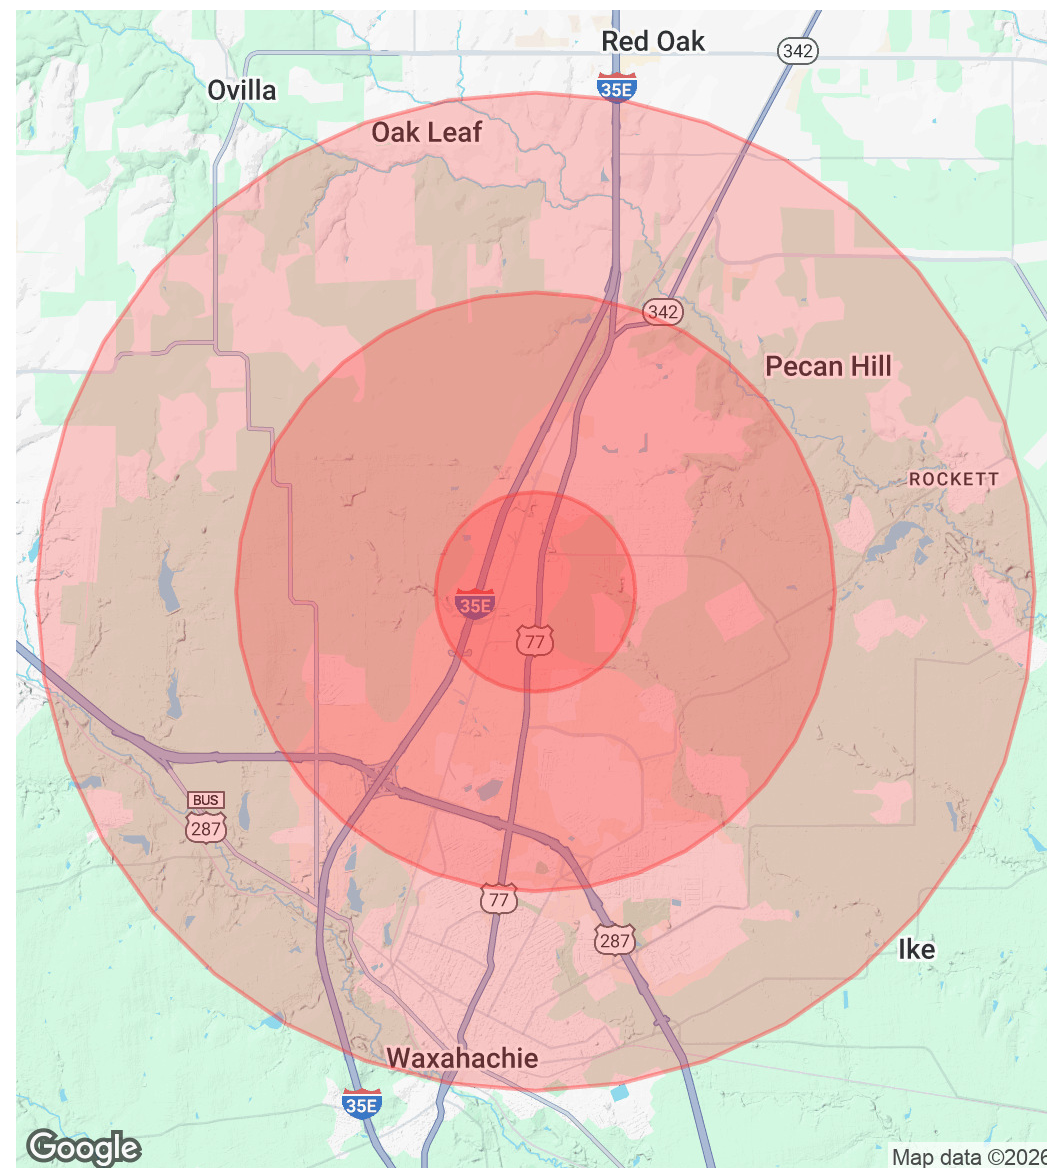 Red Oak
342
35E
Ovilla
Oak Leaf
342
Pecan Hill
ROCKETT
35E
77
BUS
287
77
287
Ike
Waxahachie
35E
Google
Map data ©2026